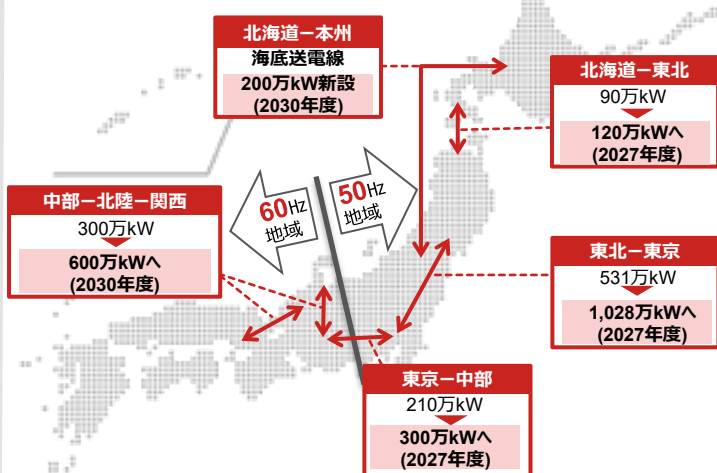 北海道ー本州
海底送電線
200万kW新設
(2030年度)
北海道ー東北
90万kW
120万kWへ
(2027年度)
60Hz
地域
50Hz
地域
中部ー北陸ー関西
300万kW
600万kWへ
(2030年度)
東北ー東京
531万kW
1,028万kWへ
(2027年度)
東京ー中部
210万kW
300万kWへ
(2027年度)